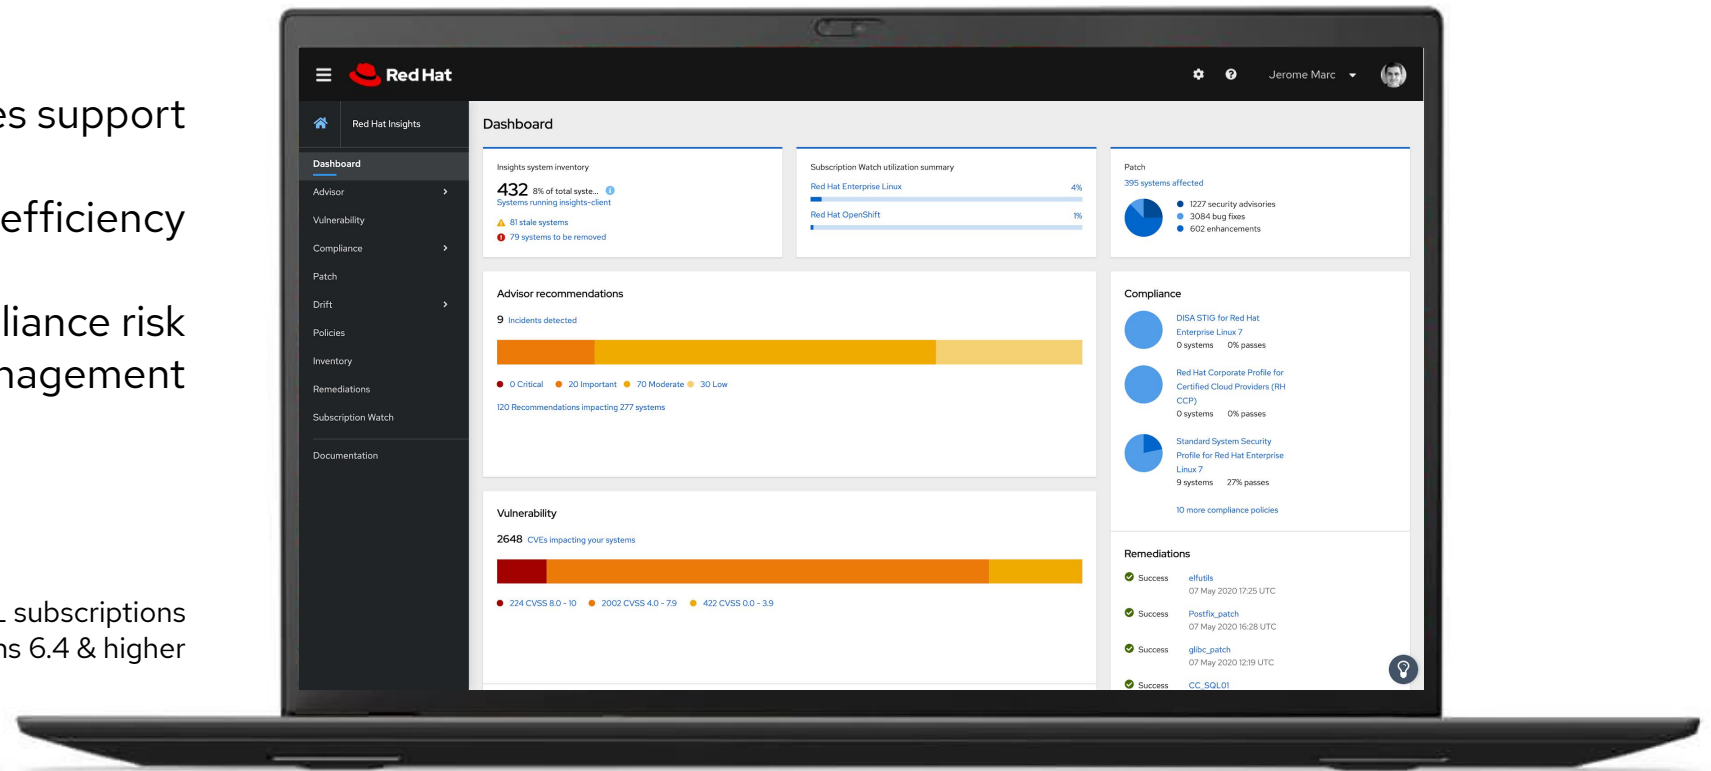 es support
efficiency
liance risk
nagement
L subscriptions
ns 6.4 & higher
Red Hat
Jerome Marc
Red Hat Insights
Dashboard
Advisor
Vulnerability
Compliance
Patch
Drift
Policies
Inventory
Remediations
Subscription Watch
Documentation
Dashboard
Insights system inventory
432 8% of total syste...
Systems running insights-client
81 stale systems
79 systems to be removed
Subscription Watch utilization summary
Red Hat Enterprise Linux 4%
Red Hat OpenShift 1%
Patch
395 systems affected
1227 security advisories
3084 bug fixes
602 enhancements
Advisor recommendations
9 Incidents detected
0 Critical 20 Important 70 Moderate 30 Low
120 Recommendations impacting 277 systems
Vulnerability
2648 CVEs impacting your systems
224 CVSS 8.0 - 10 2002 CVSS 4.0 - 7.9 422 CVSS 0.0 - 3.9
Compliance
DISA STIG for Red Hat
Enterprise Linux 7
0 systems 0% passes
Red Hat Corporate Profile for
Certified Cloud Providers (RH
CCP)
0 systems 0% passes
Standard System Security
Profile for Red Hat Enterprise
Linux 7
9 systems 27% passes
10 more compliance policies
Remediations
Success elfutils
07 May 2020 17:25 UTC
Success Postfix_patch
07 May 2020 16:28 UTC
Success glibc_patch
07 May 2020 12:19 UTC
Success CC_SQL01